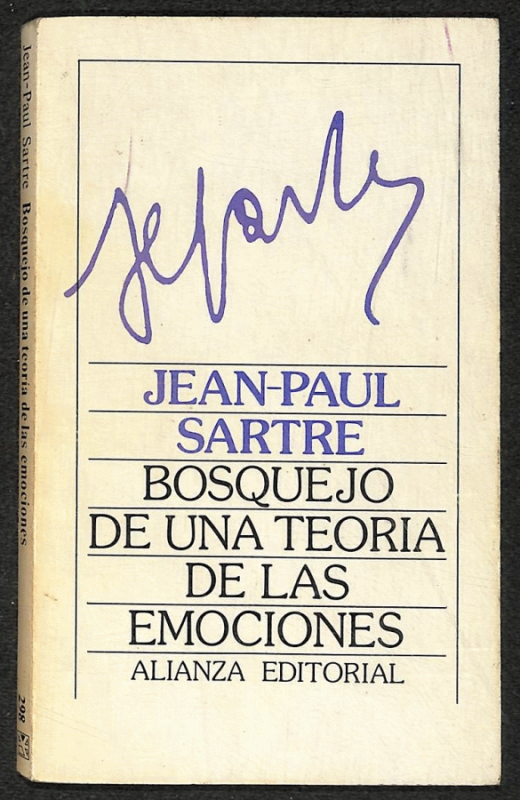 JEAN-PAUL
SARTRE
BOSQUEJO
DE UNA TEORIA
DE LAS
EMOCIONES
ALIANZA EDITORIAL
Jean-Paul Sartre Bosquejo de una teoría de las emociones
298